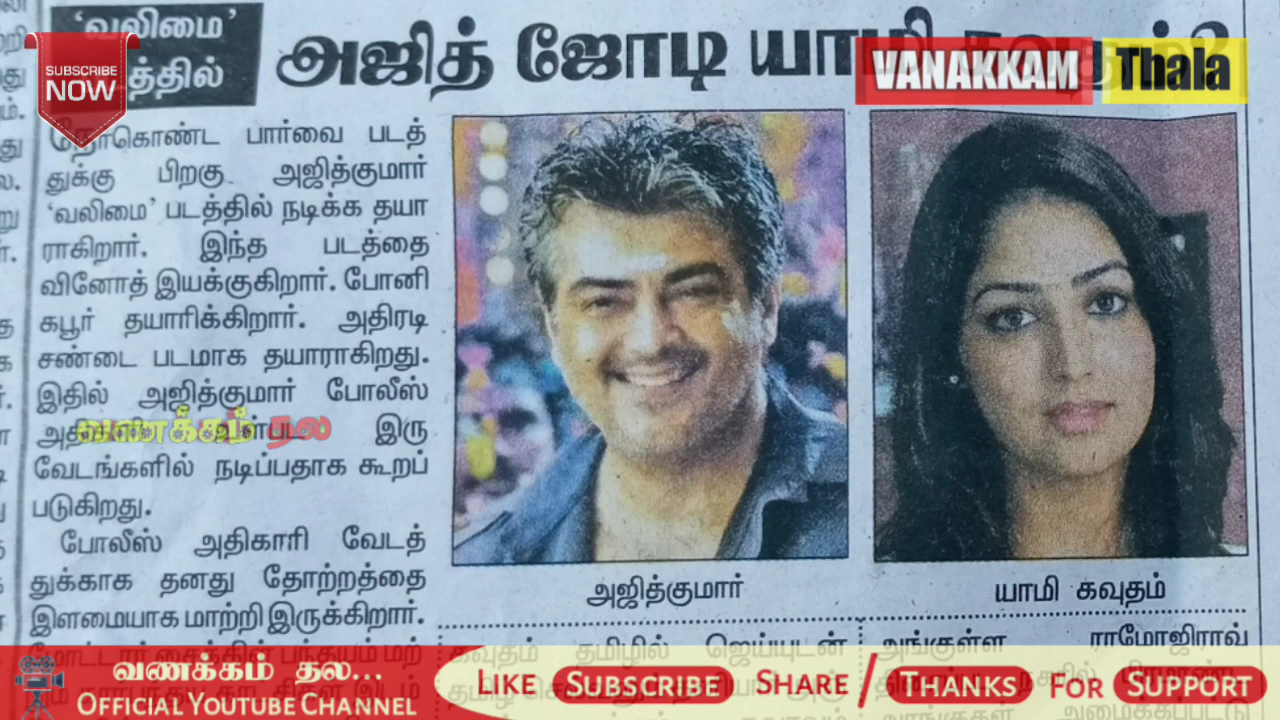 'வலிமை'
SUBSCRIBE
NOW
அஜித் ஜோடி
VANAKKAM Thala
பார்வை படத்
துக்கு பிறகு அஜித்குமார்
'வலிமை' படத்தில் நடிக்க தயா
ராகிறார். இந்த படத்தை
வினோத் இயக்குகிறார். போனி
கபூர் தயாரிக்கிறார். அதிரடி
சண்டை படமாக தயாராகிறது.
இதில் அஜித்குமார் போலீஸ்
இரு
வணக்கம் தல
வேடங்களில் நடிப்பதாக கூறப்
படுகிறது.
போலீஸ் அதிகாரி வேடத்
துக்காக தனது தோற்றத்தை
இளமையாக மாற்றி இருக்கிறார்.
அஜித்குமார்
யாமி கவுதம்
கவுதம் தமிழில் ஜெய்யுடன்
அங்குள்ள ராமோஜிராவ்
வணக்கம் தல...
OFFICIAL YOUTUBE CHANNEL
LIKE SUBSCRIBE SHARE / THANKS FOR SUPPORT